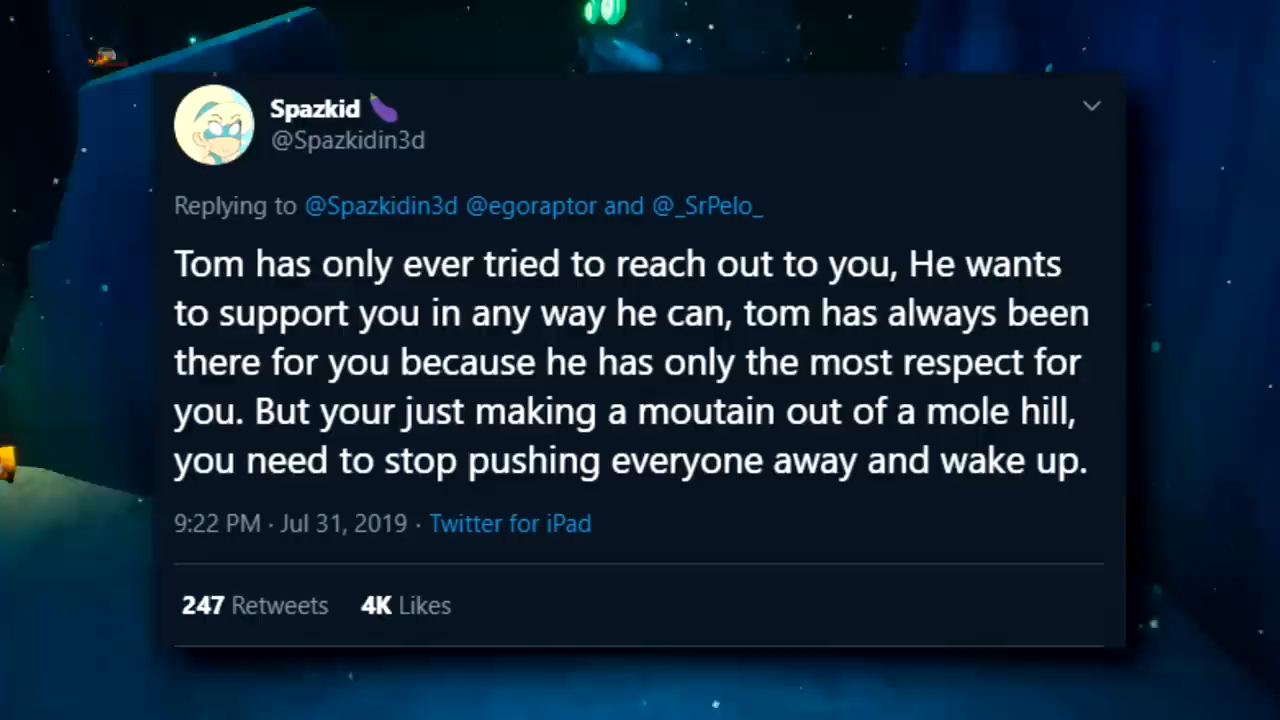 Spazkid 🍆
@Spazkidin3d
Replying to @Spazkidin3d @egoraptor and @_SrPelo_
Tom has only ever tried to reach out to you, He wants
to support you in any way he can, tom has always been
there for you because he has only the most respect for
you. But your just making a moutain out of a mole hill,
you need to stop pushing everyone away and wake up.
9:22 PM · Jul 31, 2019 · Twitter for iPad
247 Retweets 4K Likes